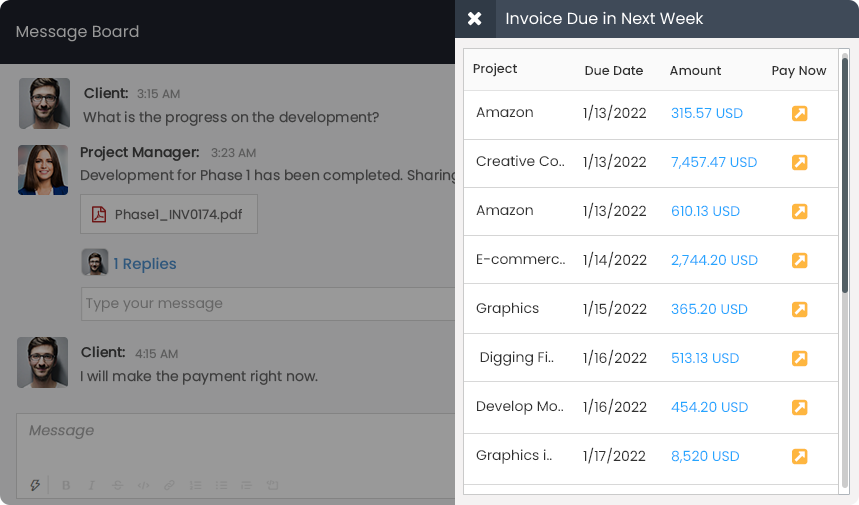 Message Board
Client: 3:15 AM
What is the progress on the development?
Project Manager: 3:23 AM
Development for Phase 1 has been completed. Sharing
Phase1_INV0174.pdf
1 Replies
Type your message
Client: 4:15 AM
I will make the payment right now.
Message
B I S </>
Invoice Due in Next Week
Project Due Date Amount Pay Now
Amazon 1/13/2022 315.57 USD
Creative Co.. 1/13/2022 7,457.47 USD
Amazon 1/13/2022 610.13 USD
E-commerc.. 1/14/2022 2,744.20 USD
Graphics 1/15/2022 365.20 USD
Digging Fi.. 1/16/2022 513.13 USD
Develop Mo.. 1/16/2022 454.20 USD
Graphics i.. 1/17/2022 8,520 USD